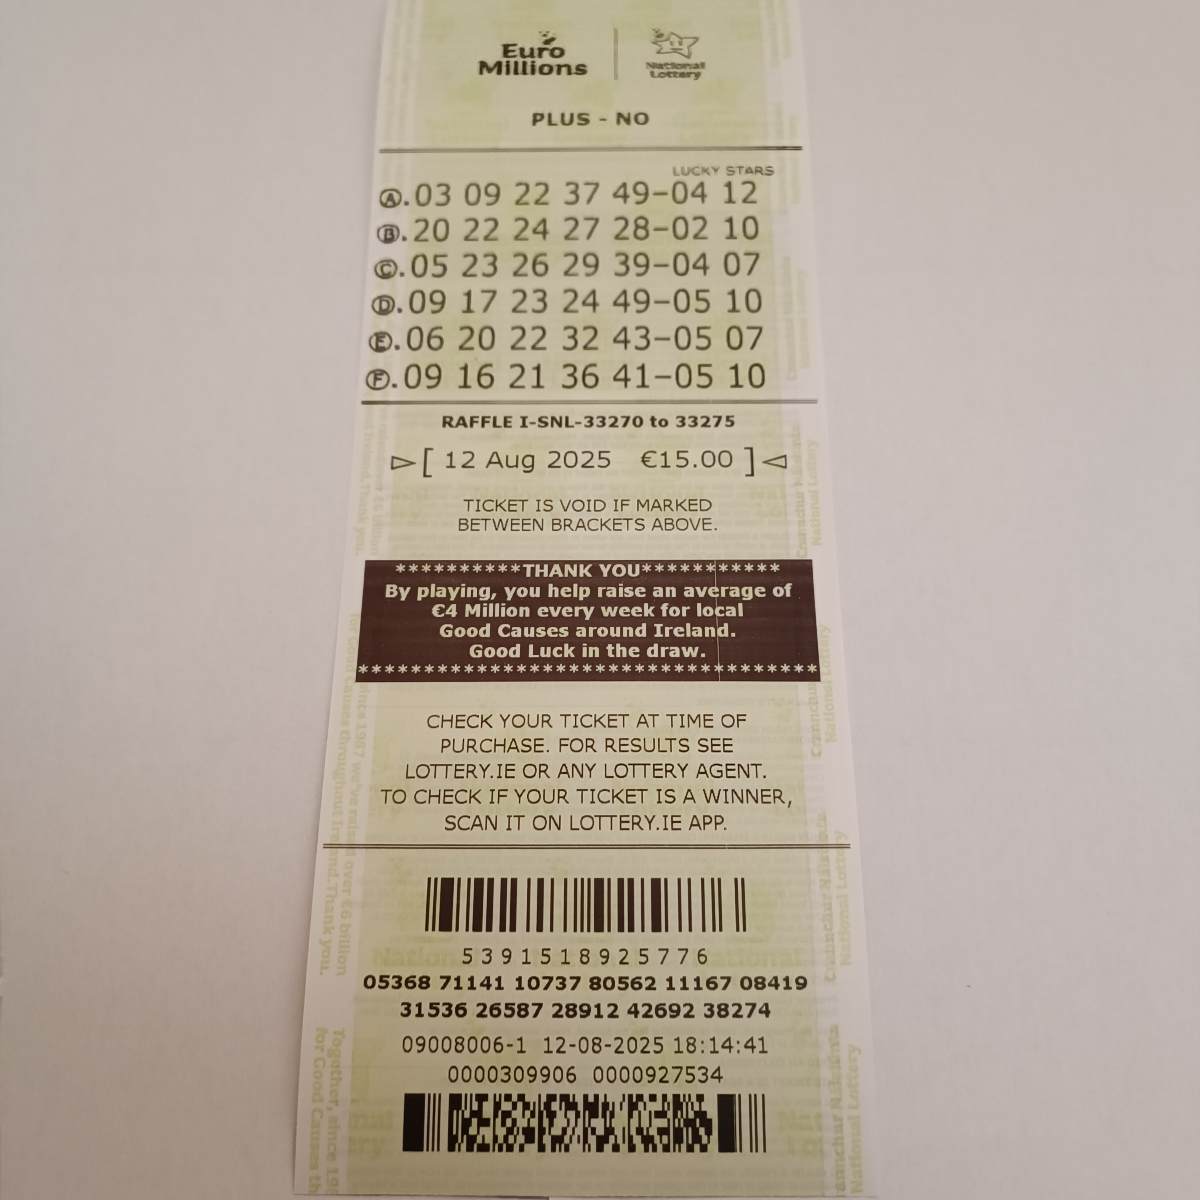 Euro
Millions
National
Lottery
PLUS - NO
LUCKY STARS
A. 03 09 22 37 49-04 12
B. 20 22 24 27 28-02 10
C. 05 23 26 29 39-04 07
D. 09 17 23 24 49-05 10
E. 06 20 22 32 43-05 07
F. 09 16 21 36 41-05 10
RAFFLE I-SNL-33270 to 33275
[ 12 Aug 2025 €15.00 ]
TICKET IS VOID IF MARKED
BETWEEN BRACKETS ABOVE.
**********THANK YOU***********
By playing, you help raise an average of
€4 Million every week for local
Good Causes around Ireland.
Good Luck in the draw.
***********************************
CHECK YOUR TICKET AT TIME OF
PURCHASE. FOR RESULTS SEE
LOTTERY.IE OR ANY LOTTERY AGENT.
TO CHECK IF YOUR TICKET IS A WINNER,
SCAN IT ON LOTTERY.IE APP.
5391518925776
05368 71141 10737 80562 11167 08419
31536 26587 28912 42692 38274
09008006-1 12-08-2025 18:14:41
0000309906 0000927534